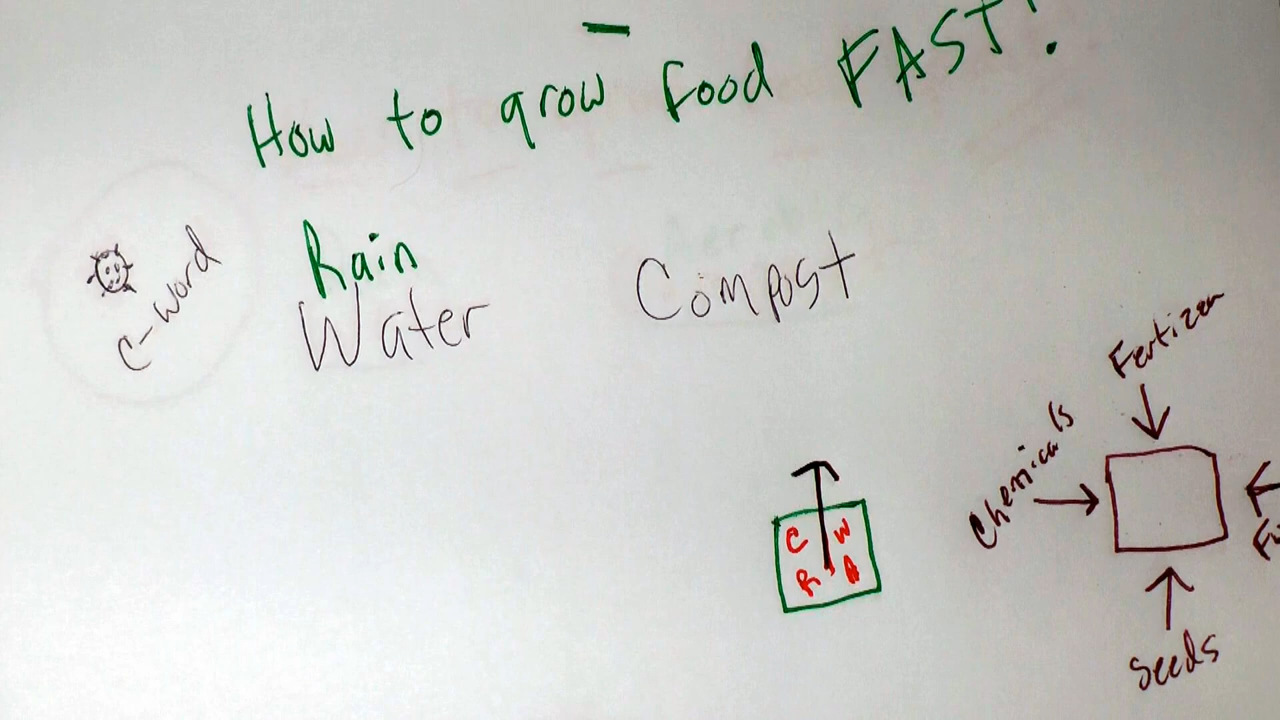 How to grow food FAST!
C-word
Rain
Water
Compost
Fertizer
Chemicals
C W
R A
Seeds